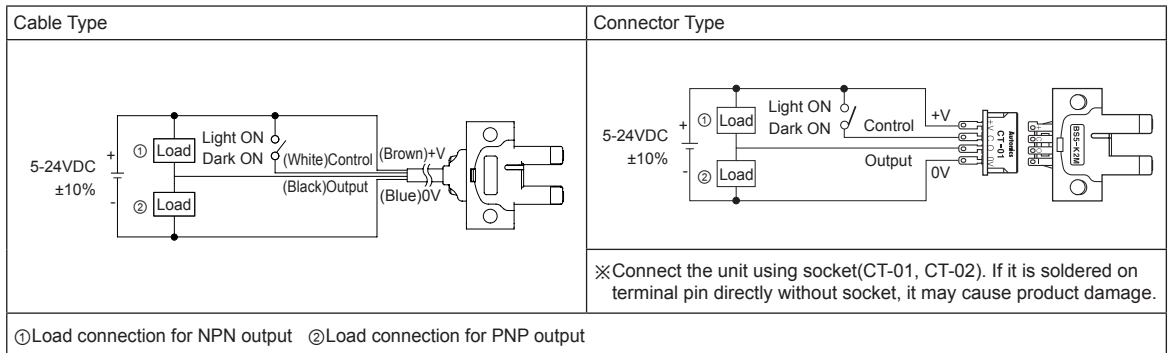 Cable Type
Connector Type
5-24VDC
±10%
+
-
① Load
② Load
Light ON
Dark ON
(White)Control
(Brown)+V
(Black)Output
(Blue)0V
5-24VDC
±10%
+
-
① Load
② Load
Light ON
Dark ON
Control
+V
Output
0V
Autonics
CT-01
BS5-K2M
※Connect the unit using socket(CT-01, CT-02). If it is soldered on
terminal pin directly without socket, it may cause product damage.
①Load connection for NPN output ②Load connection for PNP output